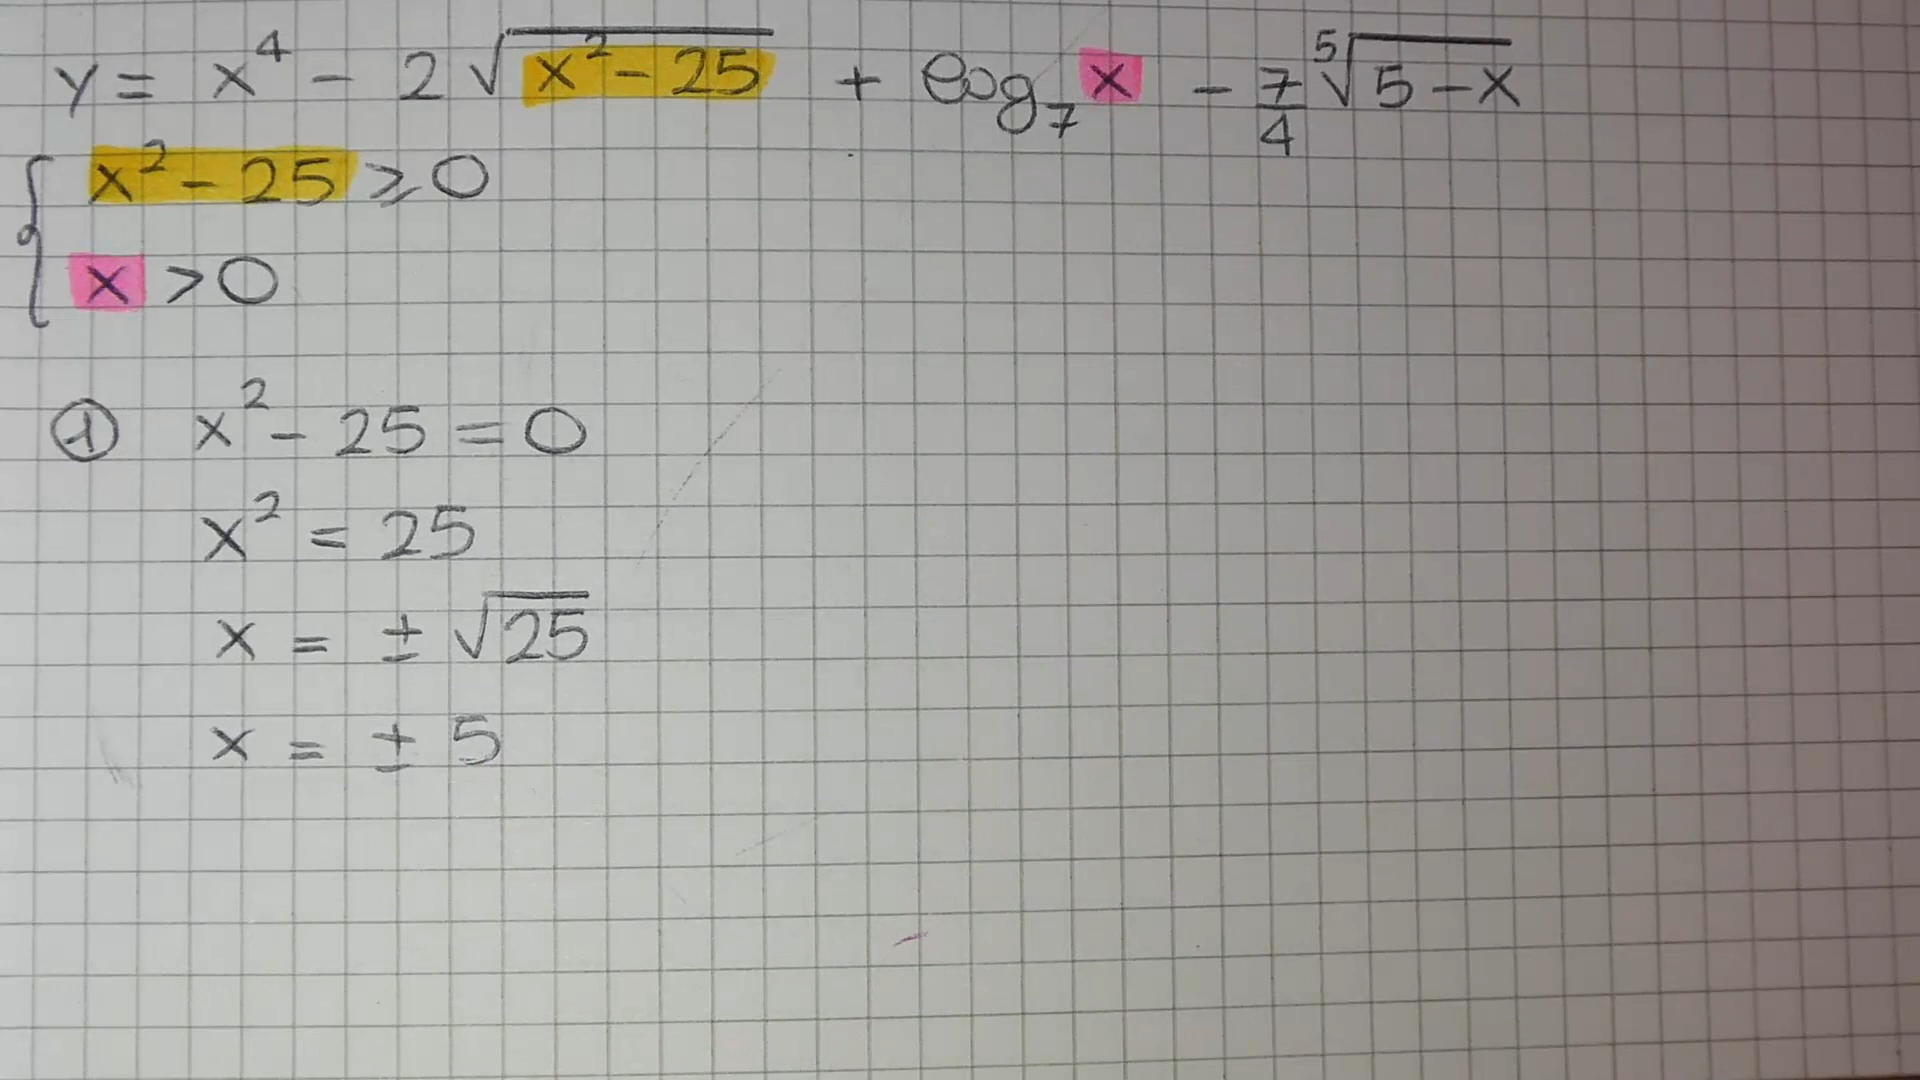 y = x⁴ - 2√(x² - 25) + log₇ x - 7/4 ⁵√(5 - x)
{ x² - 25 ≥ 0
x > 0
① x² - 25 = 0
x² = 25
x = ± √25
x = ± 5